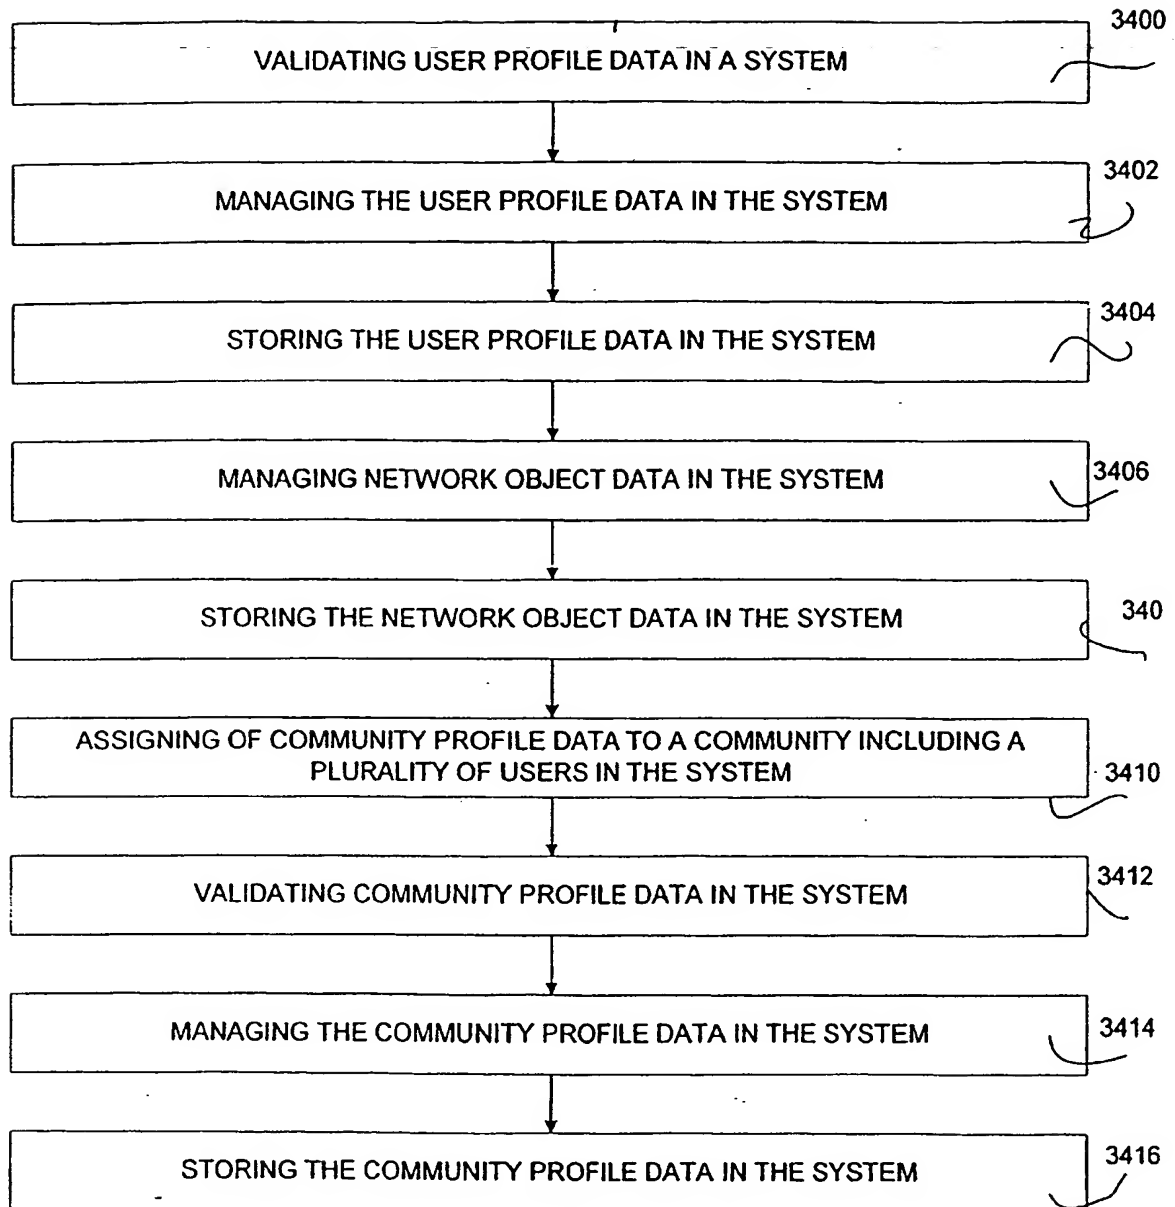 3400
VALIDATING USER PROFILE DATA IN A SYSTEM
3402
MANAGING THE USER PROFILE DATA IN THE SYSTEM
3404
STORING THE USER PROFILE DATA IN THE SYSTEM
3406
MANAGING NETWORK OBJECT DATA IN THE SYSTEM
340
STORING THE NETWORK OBJECT DATA IN THE SYSTEM
ASSIGNING OF COMMUNITY PROFILE DATA TO A COMMUNITY INCLUDING A
PLURALITY OF USERS IN THE SYSTEM
3410
3412
VALIDATING COMMUNITY PROFILE DATA IN THE SYSTEM
3414
MANAGING THE COMMUNITY PROFILE DATA IN THE SYSTEM
3416
STORING THE COMMUNITY PROFILE DATA IN THE SYSTEM